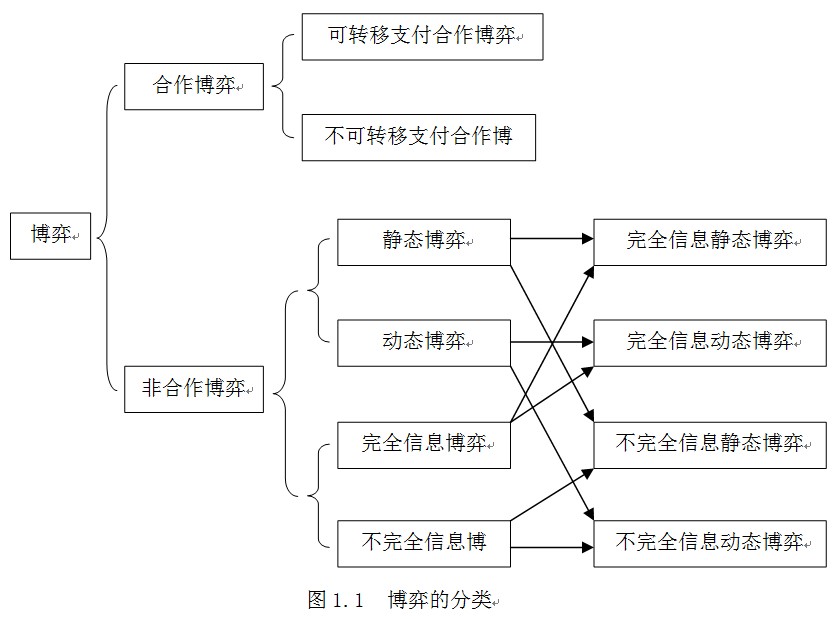 可转移支付合作博弈
合作博弈
不可转移支付合作博
博弈
静态博弈
完全信息静态博弈
动态博弈
完全信息动态博弈
非合作博弈
完全信息博弈
不完全信息静态博弈
不完全信息博
不完全信息动态博弈
图 1.1 博弈的分类